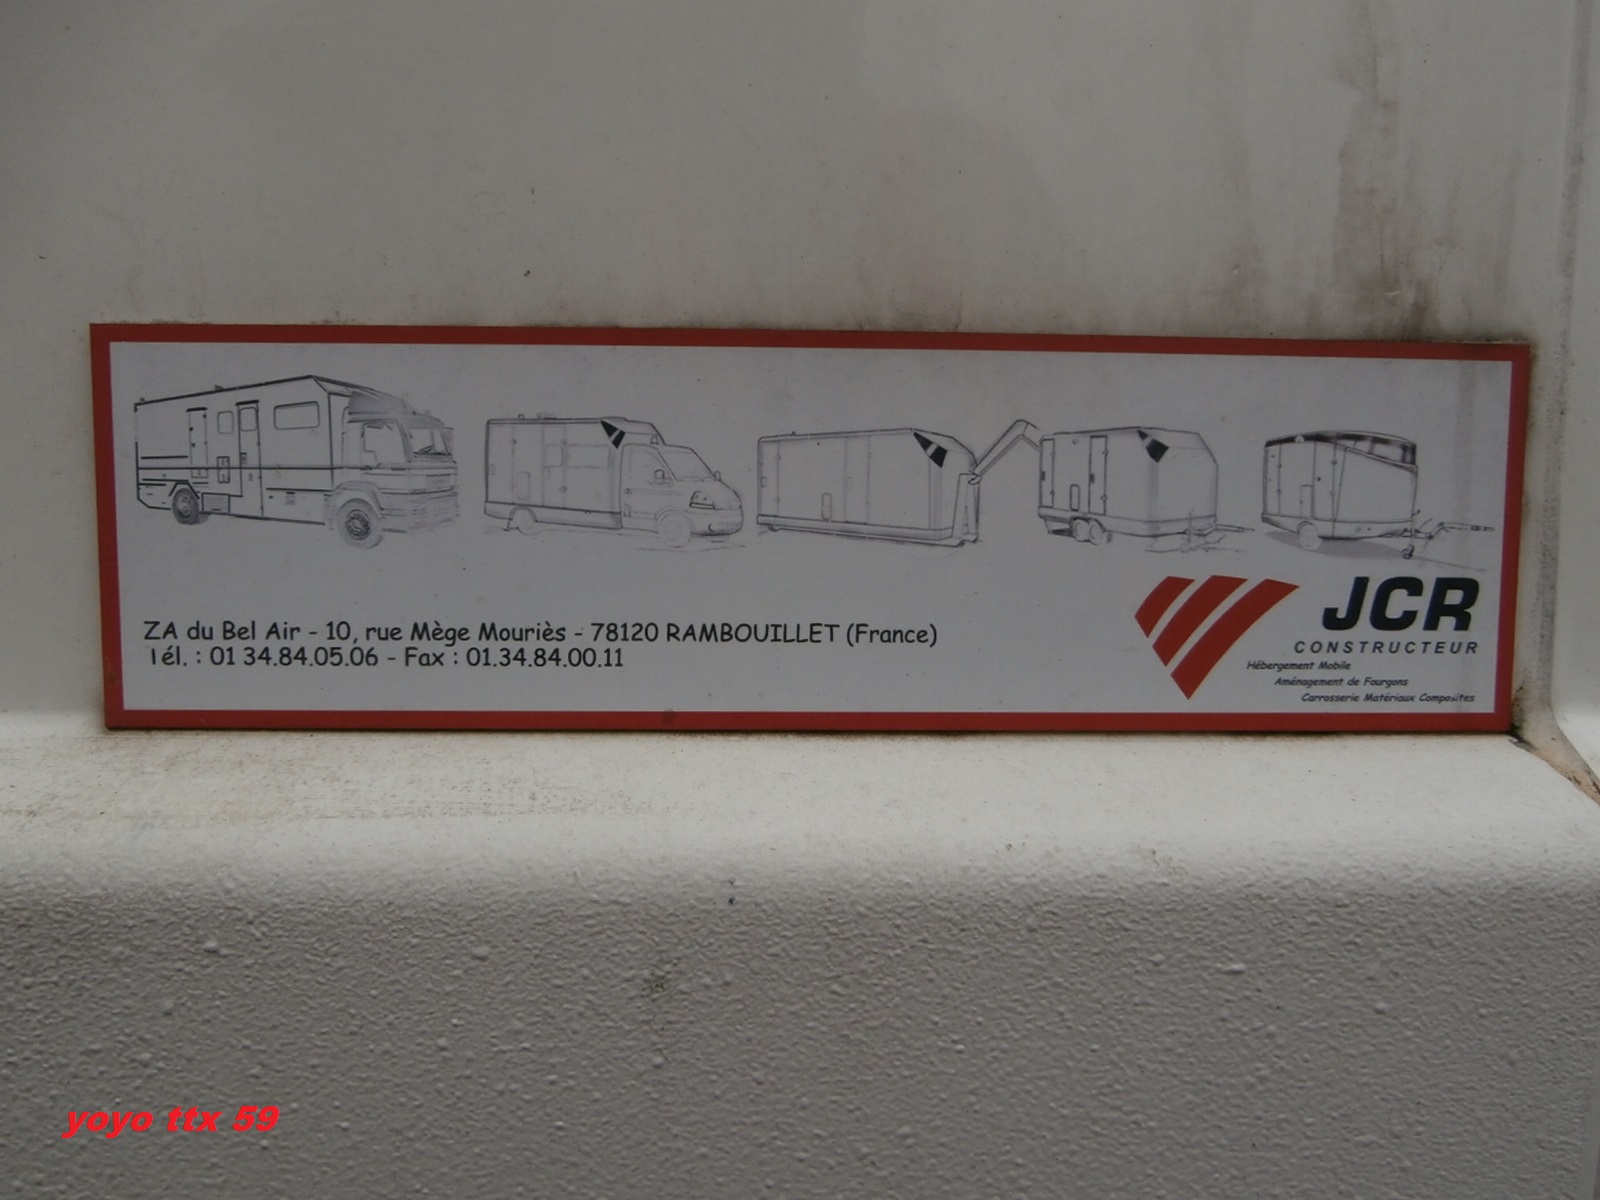 ZA du Bel Air - 10, rue Mège Mouriès - 78120 RAMBOUILLET (France)
Tél. : 01 34.84.05.06 - Fax : 01.34.84.00.11
JCR
CONSTRUCTEUR
Hébergement Mobile
Aménagement de Fourgons
Carrosserie Matériaux Composites
yoyo ttx 59